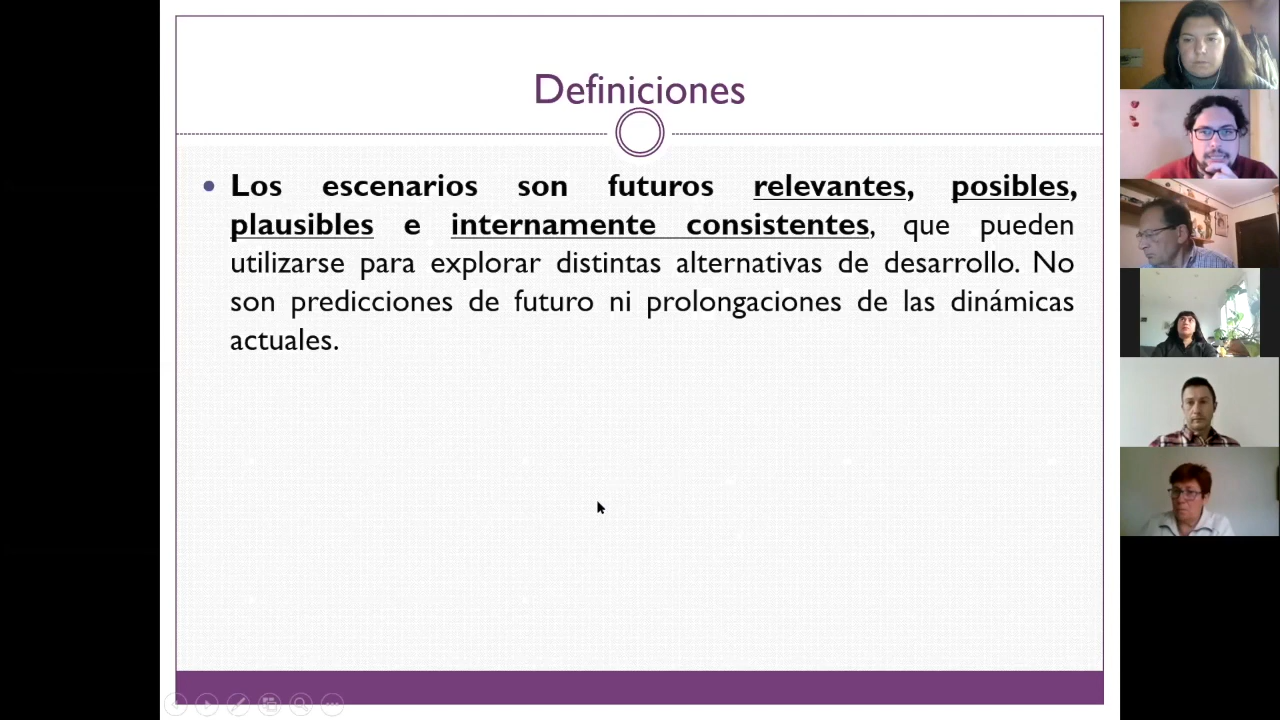 Definiciones
• Los escenarios son futuros relevantes, posibles,
plausibles e internamente consistentes, que pueden
utilizarse para explorar distintas alternativas de desarrollo. No
son predicciones de futuro ni prolongaciones de las dinámicas
actuales.